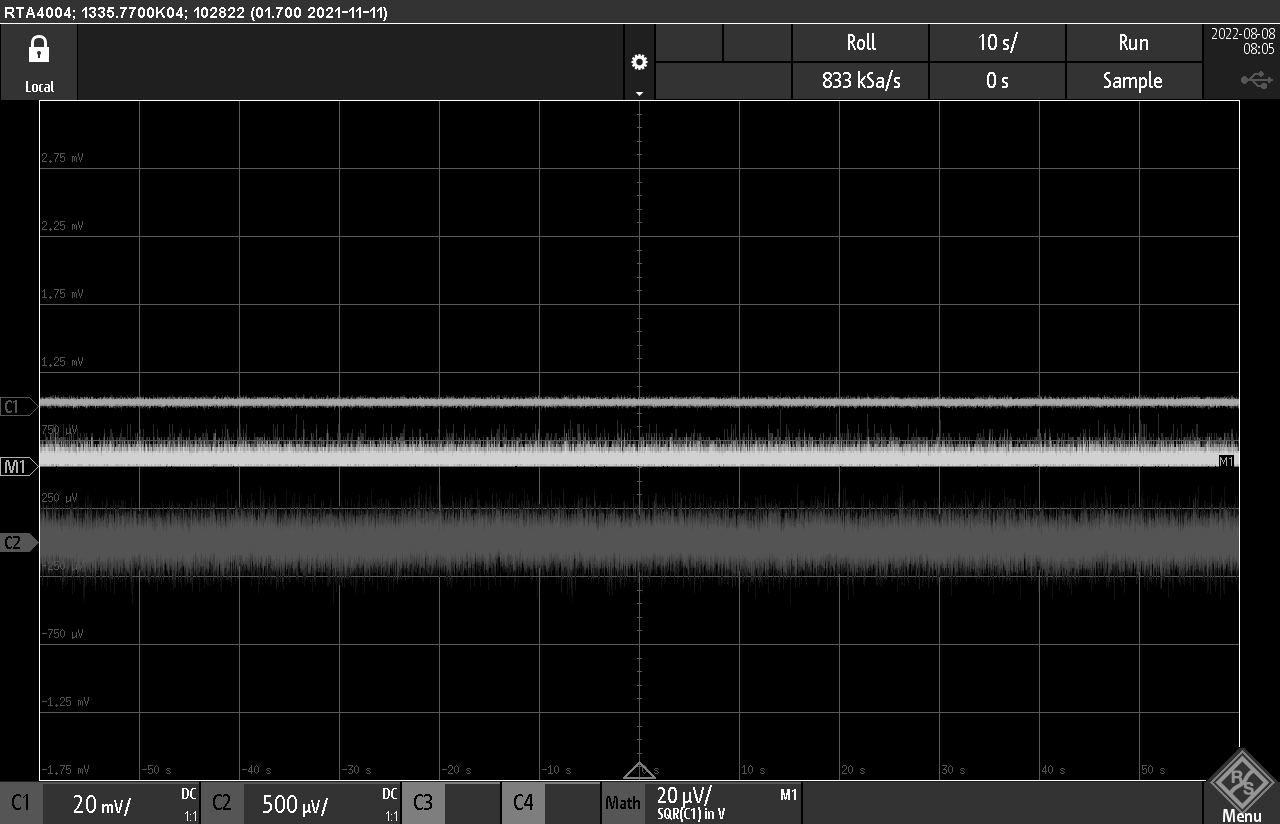 RTA4004; 1335.7700K04; 102822 (01.700 2021-11-11)
Local
Roll
10 s/
Run
2022-08-08
08:05
833 kSa/s
0 s
Sample
2.75 mV
2.25 mV
1.75 mV
1.25 mV
C1
750 µV
M1
M1
250 µV
C2
-250 µV
-750 µV
-1.25 mV
-1.75 mV
-50 s
-40 s
-30 s
-20 s
-10 s
0 s
10 s
20 s
30 s
40 s
50 s
C1
20 mV/
DC
1:1
C2
500 µV/
DC
1:1
C3
C4
Math
20 µV/
SQR(C1) in V
M1
R S
Menu